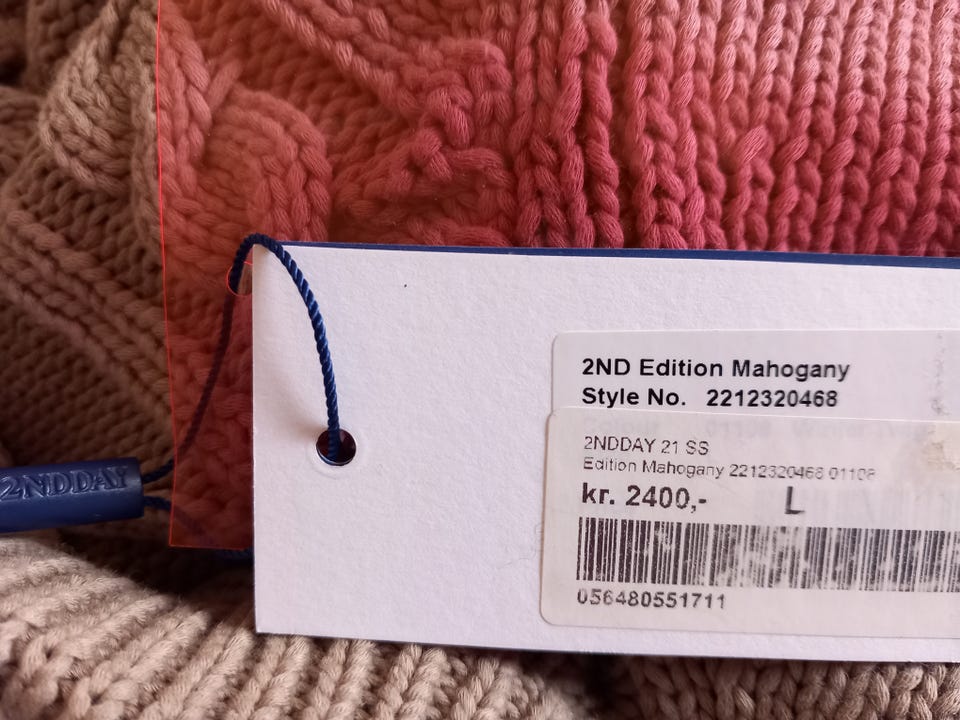 2NDDAY
2ND Edition Mahogany
Style No. 2212320468
2NDDAY 21 SS
Edition Mahogany 2212320468 01108
kr. 2400,- L
056480551711